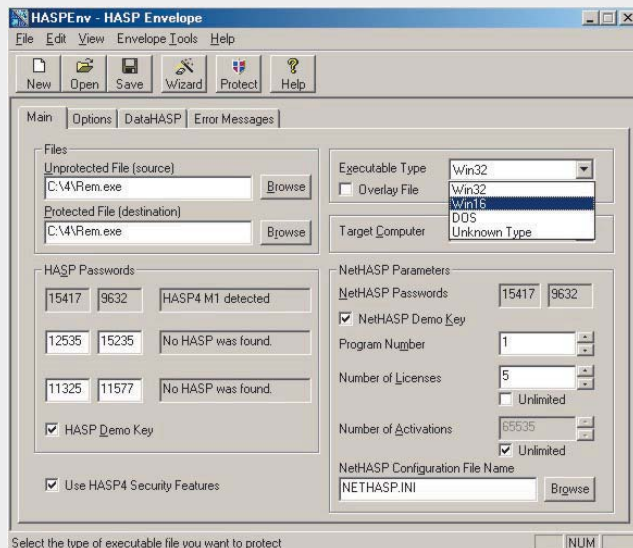 HASPEnv - HASP Envelope
File Edit View Envelope Tools Help
New Open Save Wizard Protect Help
Main Options DataHASP Error Messages
Files
Unprotected File (source)
C:\4\Rem.exe Browse
Protected File (destination)
C:\4\Rem.exe Browse
Executable Type Win32
Overlay File
Win32
Win16
DOS
Unknown Type
Target Computer
HASP Passwords
15417 9632 HASP4 M1 detected
12535 15235 No HASP was found.
11325 11577 No HASP was found.
HASP Demo Key
Use HASP4 Security Features
NetHASP Parameters
NetHASP Passwords 15417 9632
NetHASP Demo Key
Program Number 1
Number of Licenses 5
Unlimited
Number of Activations 65535
Unlimited
NetHASP Configuration File Name
NETHASP.INI Browse
Select the type of executable file you want to protect NUM